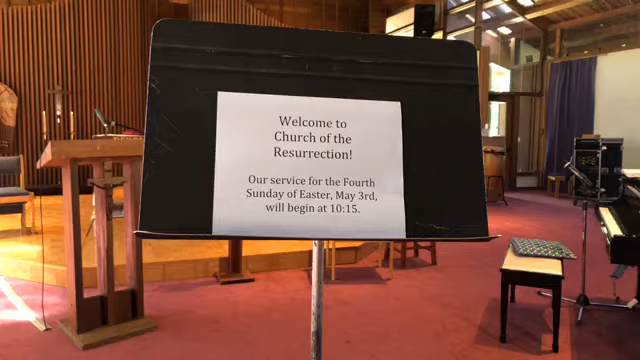 Welcome to
Church of the
Resurrection!
Our service for the Fourth
Sunday of Easter, May 3rd,
will begin at 10:15.